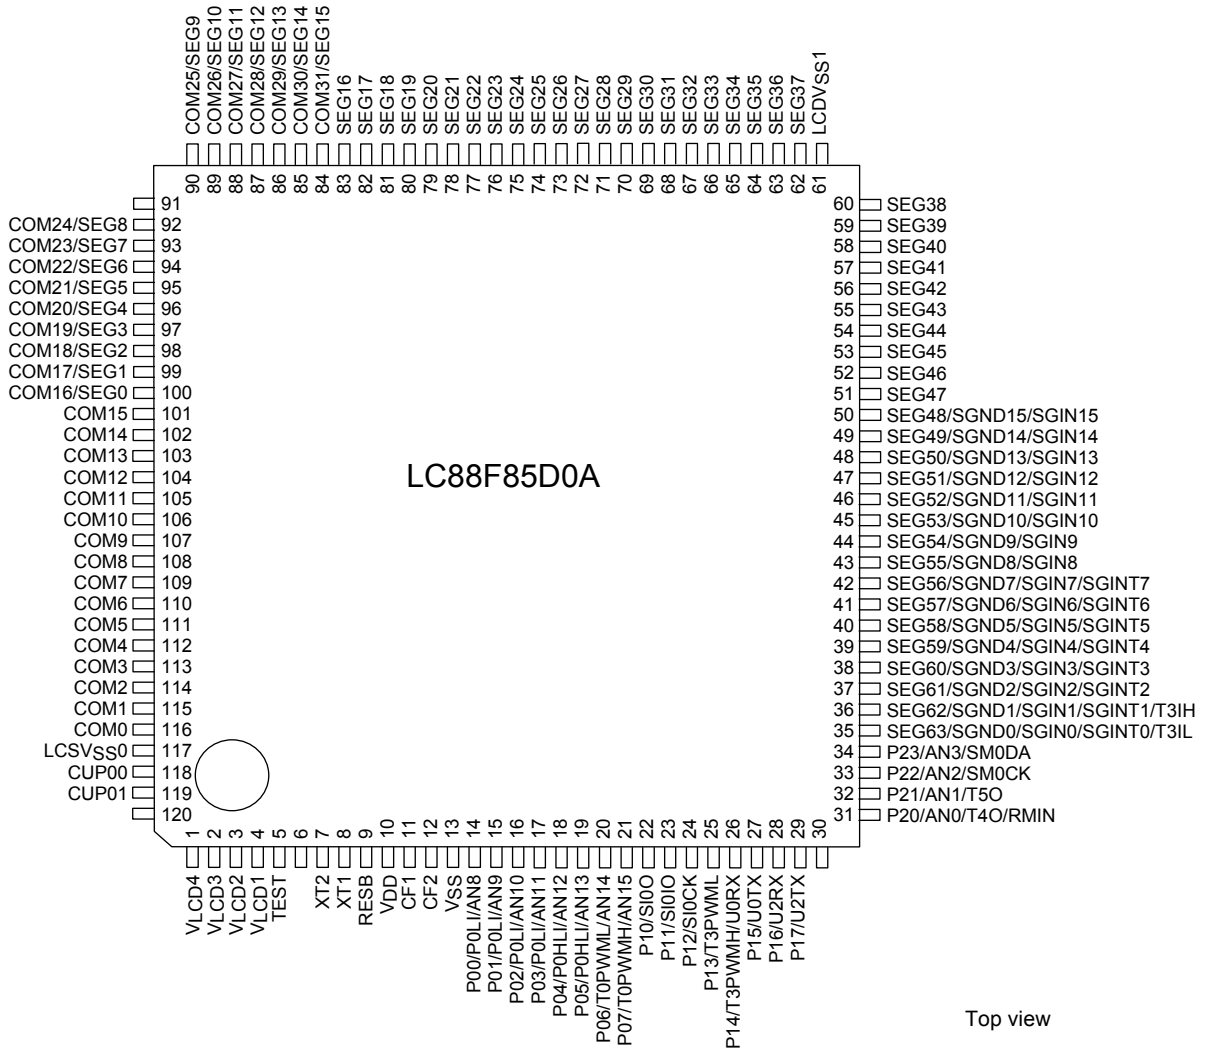 COM25/SEG9
COM26/SEG10
COM27/SEG11
COM28/SEG12
COM29/SEG13
COM30/SEG14
COM31/SEG15
SEG16
SEG17
SEG18
SEG19
SEG20
SEG21
SEG22
SEG23
SEG24
SEG25
SEG26
SEG27
SEG28
SEG29
SEG30
SEG31
SEG32
SEG33
SEG34
SEG35
SEG36
SEG37
LCDVSS1
90
89
88
87
86
85
84
83
82
81
80
79
78
77
76
75
74
73
72
71
70
69
68
67
66
65
64
63
62
61
91
COM24/SEG8 92
COM23/SEG7 93
COM22/SEG6 94
COM21/SEG5 95
COM20/SEG4 96
COM19/SEG3 97
COM18/SEG2 98
COM17/SEG1 99
COM16/SEG0 100
COM15 101
COM14 102
COM13 103
COM12 104
COM11 105
COM10 106
COM9 107
COM8 108
COM7 109
COM6 110
COM5 111
COM4 112
COM3 113
COM2 114
COM1 115
COM0 116
LCSVSS0 117
CUP00 118
CUP01 119
120
LC88F85D0A
60 SEG38
59 SEG39
58 SEG40
57 SEG41
56 SEG42
55 SEG43
54 SEG44
53 SEG45
52 SEG46
51 SEG47
50 SEG48/SGND15/SGIN15
49 SEG49/SGND14/SGIN14
48 SEG50/SGND13/SGIN13
47 SEG51/SGND12/SGIN12
46 SEG52/SGND11/SGIN11
45 SEG53/SGND10/SGIN10
44 SEG54/SGND9/SGIN9
43 SEG55/SGND8/SGIN8
42 SEG56/SGND7/SGIN7/SGINT7
41 SEG57/SGND6/SGIN6/SGINT6
40 SEG58/SGND5/SGIN5/SGINT5
39 SEG59/SGND4/SGIN4/SGINT4
38 SEG60/SGND3/SGIN3/SGINT3
37 SEG61/SGND2/SGIN2/SGINT2
36 SEG62/SGND1/SGIN1/SGINT1/T3IH
35 SEG63/SGND0/SGIN0/SGINT0/T3IL
34 P23/AN3/SM0DA
33 P22/AN2/SM0CK
32 P21/AN1/T5O
31 P20/AN0/T4O/RMIN
1
2
3
4
5
6
7
8
9
10
11
12
13
14
15
16
17
18
19
20
21
22
23
24
25
26
27
28
29
30
VLCD4
VLCD3
VLCD2
VLCD1
TEST
XT2
XT1
RESB
VDD
CF1
CF2
VSS
P00/P0LI/AN8
P01/P0LI/AN9
P02/P0LI/AN10
P03/P0LI/AN11
P04/P0HLI/AN12
P05/P0HLI/AN13
P06/T0PWML/AN14
P07/T0PWMH/AN15
P10/SI0O
P11/SI0IO
P12/SI0CK
P13/T3PWML
P14/T3PWMH/U0RX
P15/U0TX
P16/U2RX
P17/U2TX
Top view